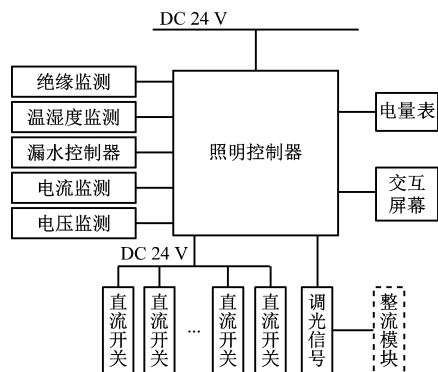 DC 24 V
绝缘监测
温湿度监测
漏水控制器
电流监测
电压监测
照明控制器
电量表
交互
屏幕
DC 24 V
直流开关
直流开关
...
直流开关
直流开关
调光信号
整流模块